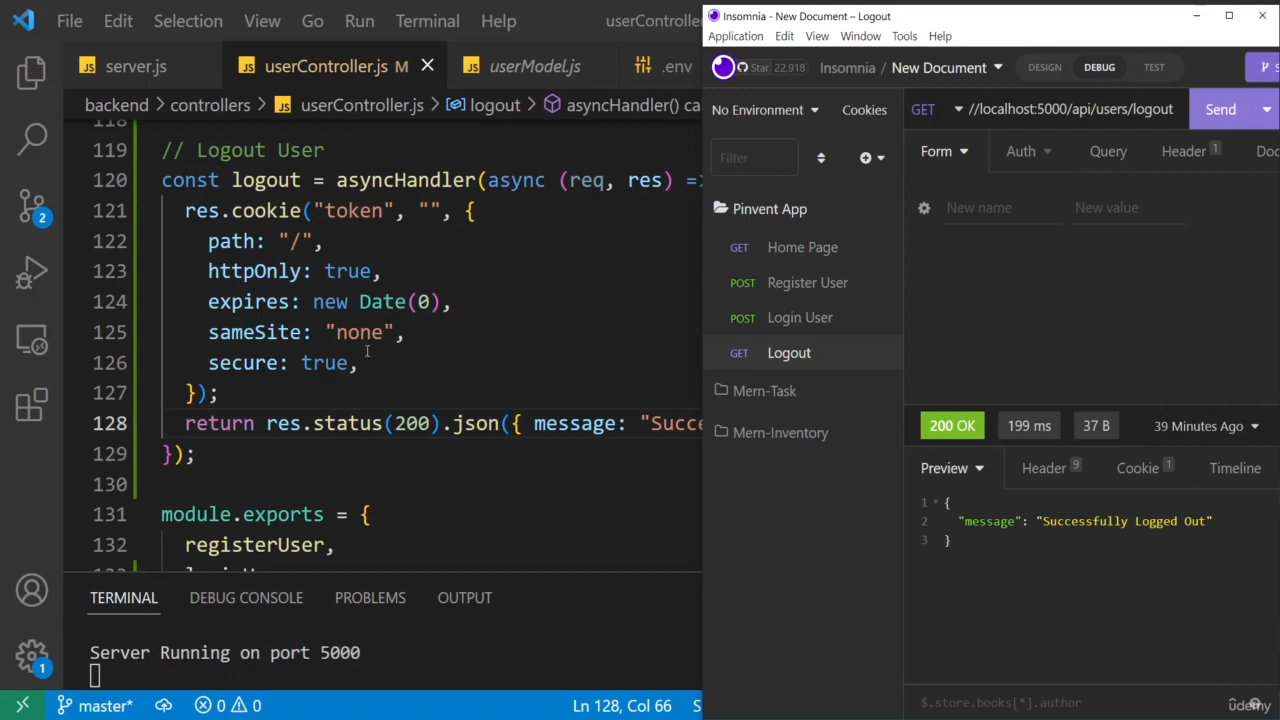 File Edit Selection View Go Run Terminal Help userController
server.js userController.js M userModel.js .env
backend > controllers > userController.js > logout > asyncHandler() ca
118
119 // Logout User
120 const logout = asyncHandler(async (req, res) =>
121 res.cookie("token", "", {
122 path: "/",
123 httpOnly: true,
124 expires: new Date(0),
125 sameSite: "none",
126 secure: true,
127 });
128 return res.status(200).json({ message: "Succe
129 });
130
131 module.exports = {
132 registerUser,
TERMINAL DEBUG CONSOLE PROBLEMS OUTPUT
Server Running on port 5000
2
1
master* 0 0 Ln 128, Col 66 S
Insomnia - New Document – Logout
Application Edit View Window Tools Help
Star 22,918 Insomnia / New Document DESIGN DEBUG TEST S
No Environment Cookies
Filter
Pinvent App
GET Home Page
POST Register User
POST Login User
GET Logout
Mern-Task
Mern-Inventory
GET //localhost:5000/api/users/logout Send
Form Auth Query Header 1 Doc
New name New value
200 OK 199 ms 37 B 39 Minutes Ago
Preview Header 9 Cookie 1 Timeline
1 {
2 "message": "Successfully Logged Out"
3 }
$.store.books[*].author
udemy